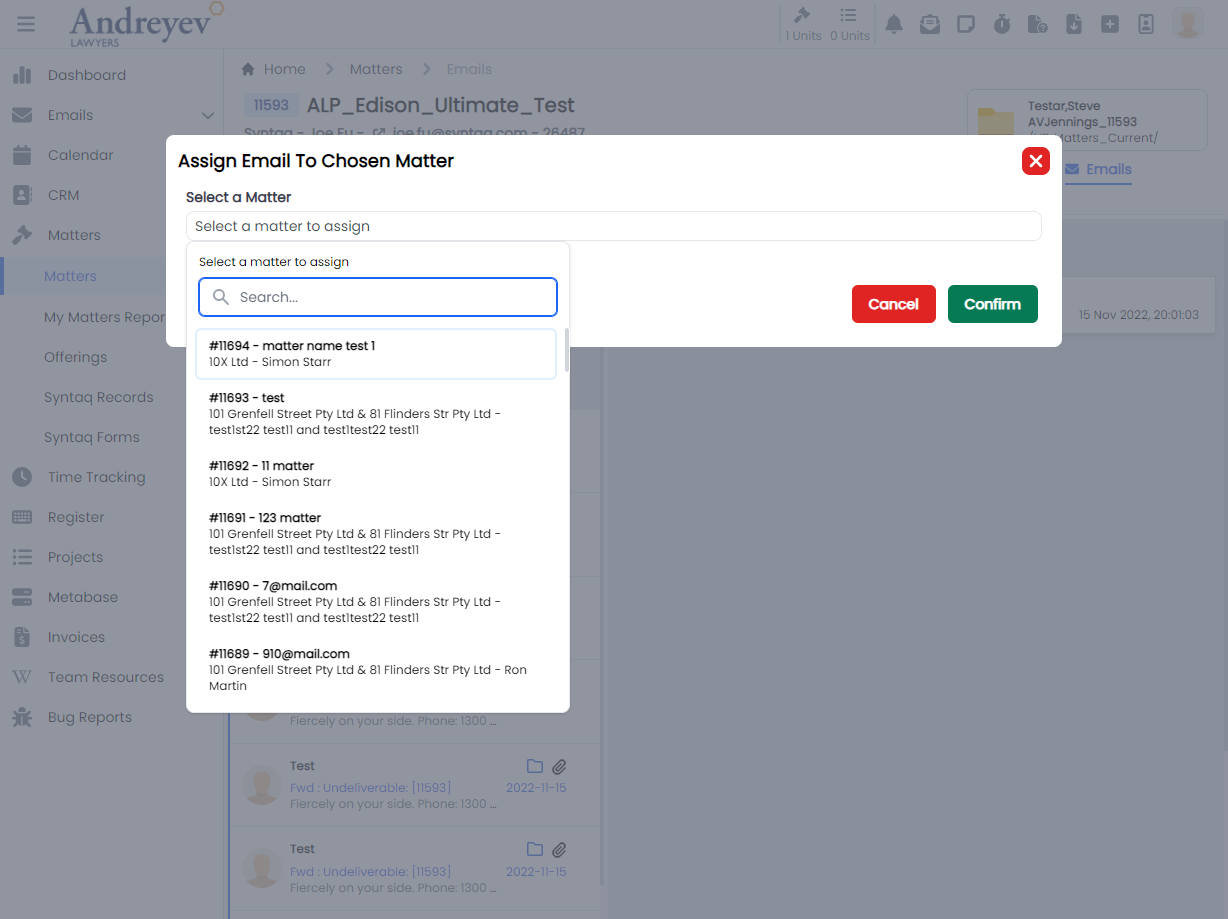 Andreyev
LAWYERS
1 Units
0 Units
Dashboard
Emails
Calendar
CRM
Matters
Matters
My Matters Repor
Offerings
Syntaq Records
Syntaq Forms
Time Tracking
Register
Projects
Metabase
Invoices
Team Resources
Bug Reports
Home
Matters
Emails
11593
ALP_Edison_Ultimate_Test
Syntaq - Joe Fu - joe.fu@syntaq.com - 26487
Testar,Steve
AVJennings_11593
Matters_Current/
Emails
Assign Email To Chosen Matter
Select a Matter
Select a matter to assign
Select a matter to assign
Search...
#11694 - matter name test 1
10X Ltd - Simon Starr
#11693 - test
101 Grenfell Street Pty Ltd & 81 Flinders Str Pty Ltd -
test1st22 test11 and test1test22 test11
#11692 - 11 matter
10X Ltd - Simon Starr
#11691 - 123 matter
101 Grenfell Street Pty Ltd & 81 Flinders Str Pty Ltd -
test1st22 test11 and test1test22 test11
#11690 - 7@mail.com
101 Grenfell Street Pty Ltd & 81 Flinders Str Pty Ltd -
test1st22 test11 and test1test22 test11
#11689 - 910@mail.com
101 Grenfell Street Pty Ltd & 81 Flinders Str Pty Ltd - Ron
Martin
Cancel
Confirm
15 Nov 2022, 20:01:03
Fiercely on your side. Phone: 1300 ...
Test
Fwd : Undeliverable: [11593]
2022-11-15
Fiercely on your side. Phone: 1300 ...
Test
Fwd : Undeliverable: [11593]
2022-11-15
Fiercely on your side. Phone: 1300 ...